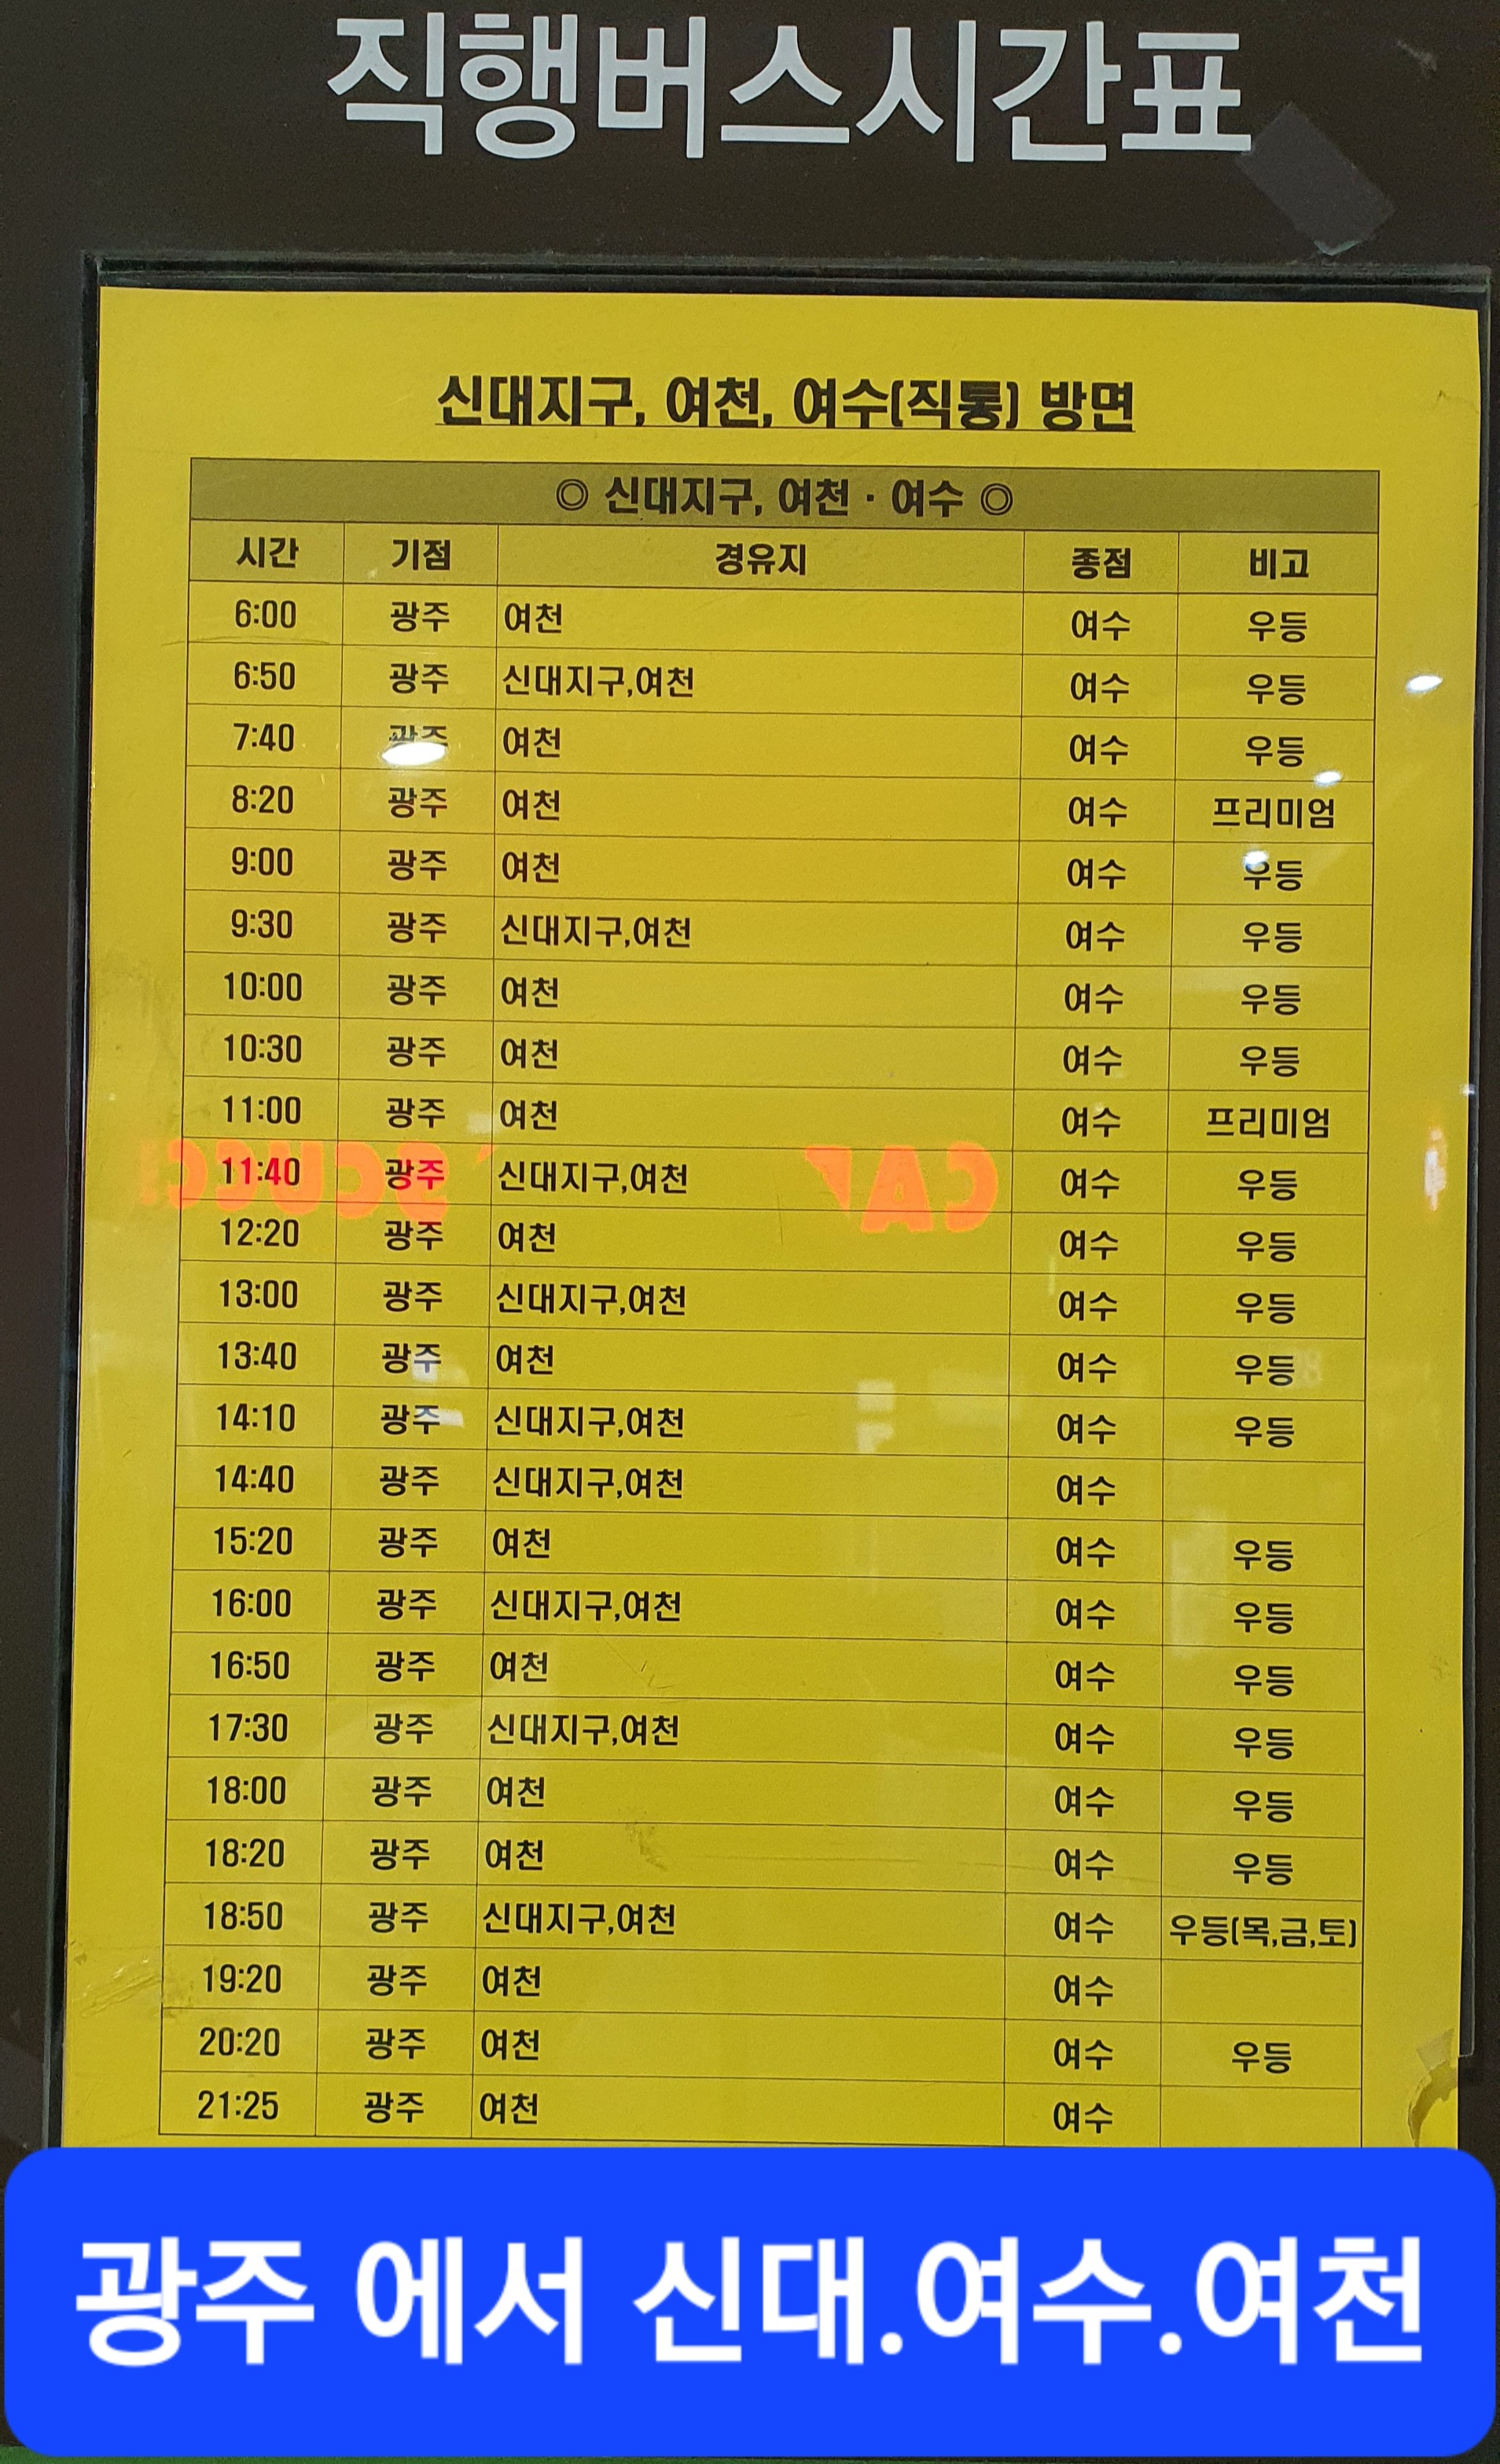 직행버스시간표
신대지구, 여천, 여수(직통) 방면
◎ 신대지구, 여천 · 여수 ◎
시간 기점 경유지 종점 비고
6:00 광주 여천 여수 우등
6:50 광주 신대지구,여천 여수 우등
7:40 광주 여천 여수 우등
8:20 광주 여천 여수 프리미엄
9:00 광주 여천 여수 우등
9:30 광주 신대지구,여천 여수 우등
10:00 광주 여천 여수 우등
10:30 광주 여천 여수 우등
11:00 광주 여천 여수 프리미엄
11:40 광주 신대지구,여천 여수 우등
12:20 광주 여천 여수 우등
13:00 광주 신대지구,여천 여수 우등
13:40 광주 여천 여수 우등
14:10 광주 신대지구,여천 여수 우등
14:40 광주 신대지구,여천 여수
15:20 광주 여천 여수 우등
16:00 광주 신대지구,여천 여수 우등
16:50 광주 여천 여수 우등
17:30 광주 신대지구,여천 여수 우등
18:00 광주 여천 여수 우등
18:20 광주 여천 여수 우등
18:50 광주 신대지구,여천 여수 우등(목,금,토)
19:20 광주 여천 여수
20:20 광주 여천 여수 우등
21:25 광주 여천 여수
광주 에서 신대.여수.여천